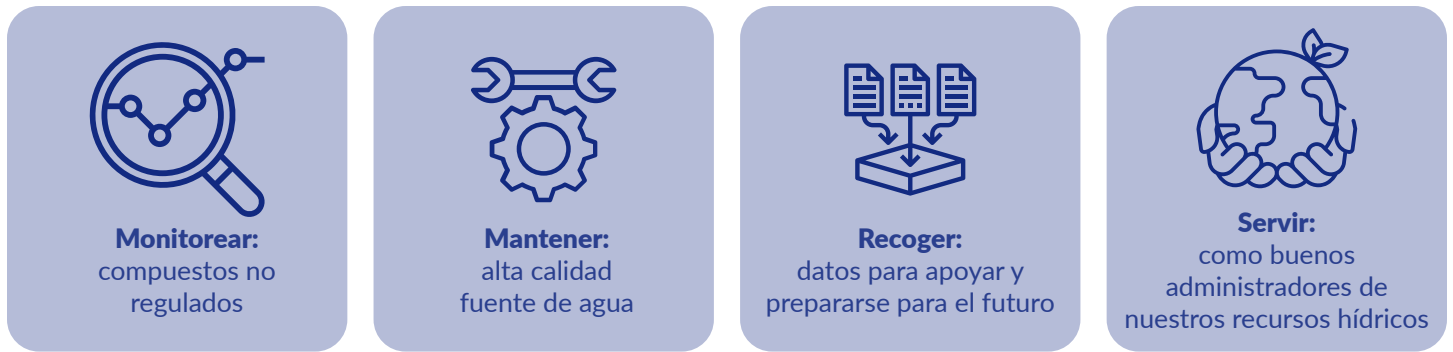 Monitorear:
compuestos no
regulados
Mantener:
alta calidad
fuente de agua
Recoger:
datos para apoyar y
prepararse para el futuro
Servir:
como buenos
administradores de
nuestros recursos hídricos